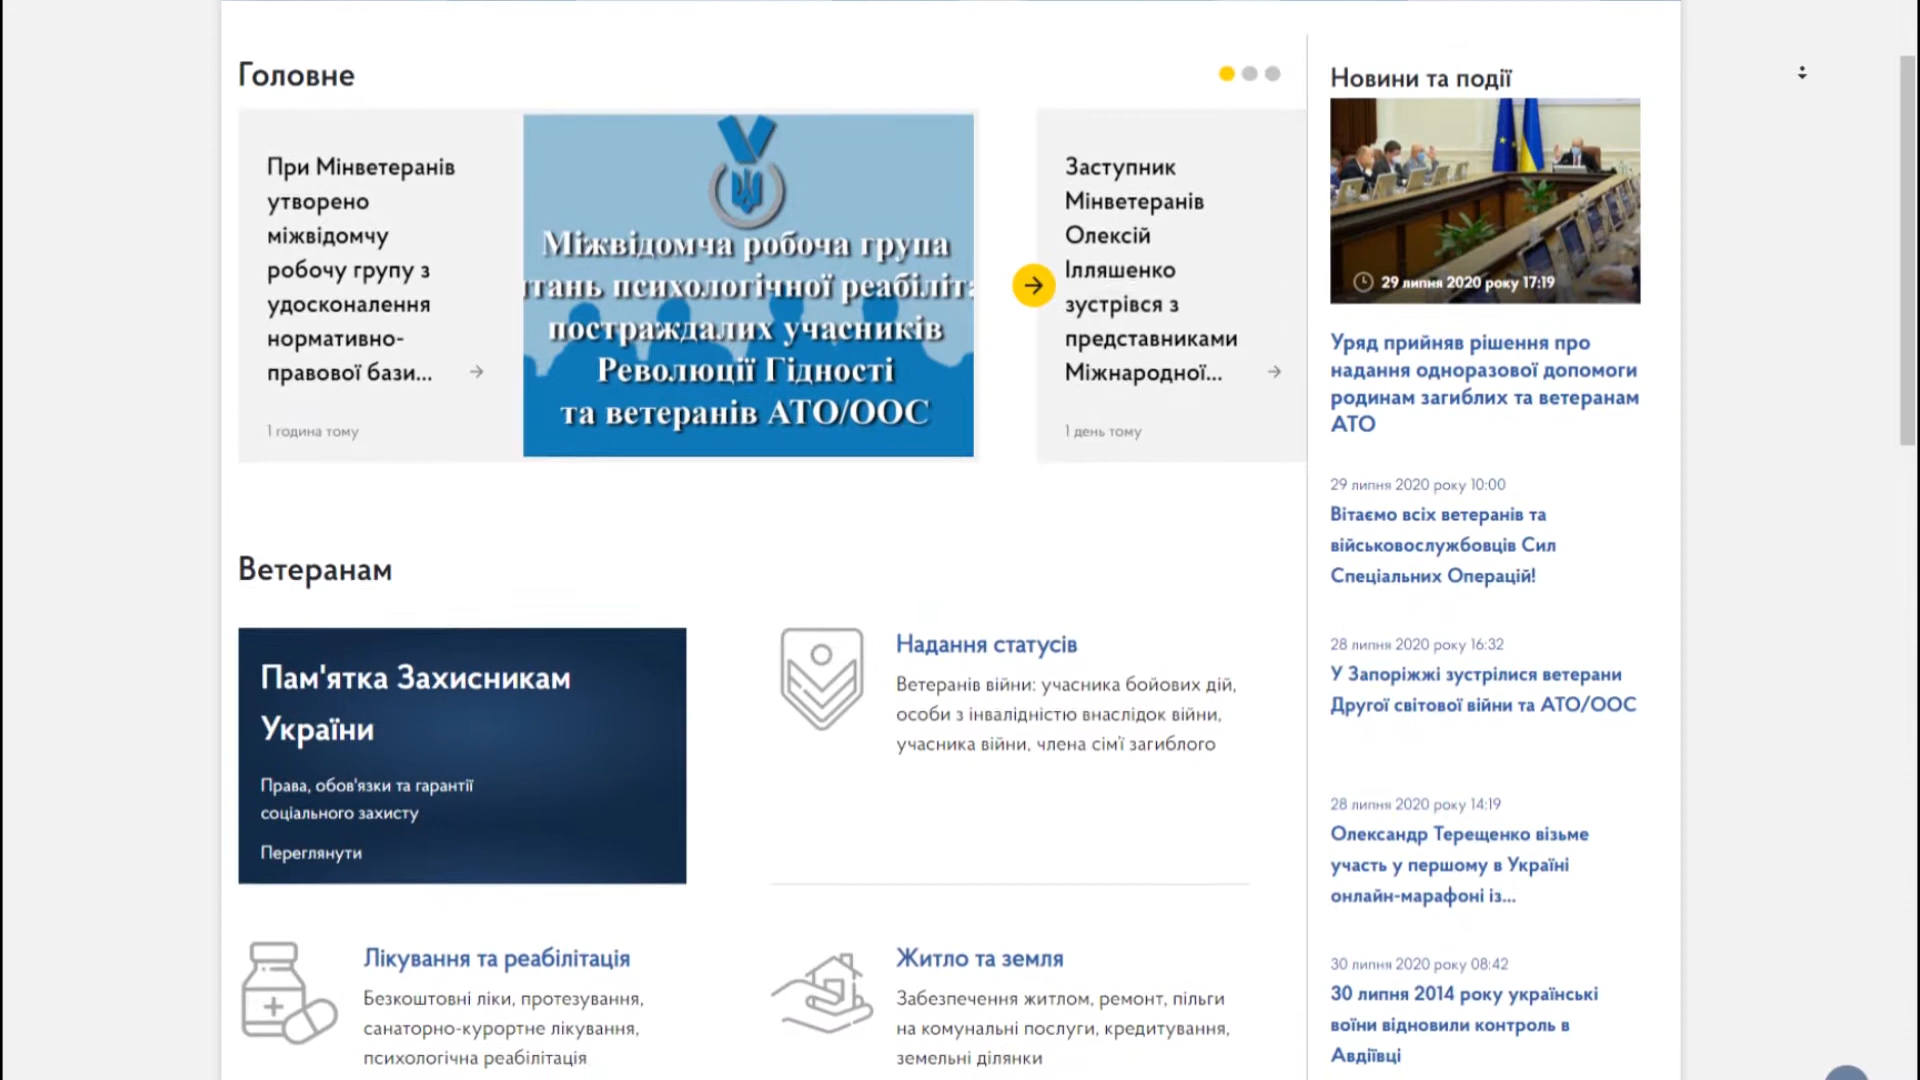 Головне
При Мінветеранів
утворено
міжвідомчу
робочу групу з
удосконалення
нормативно-
правової бази...
1 година тому
Міжвідомча робоча група
постраждалих учасників
психологічної
Революції Гідності
та ветеранів АТО/ООС
Заступник
Мінветеранів
Олексій
Ілляшенко
зустрівся з
представниками
Міжнародної...
1 день тому
Ветеранам
Пам'ятка Захисникам
України
Права, обов'язки та гарантії
соціального захисту
Переглянути
Надання статусів
Ветеранів війни: учасника бойових дій,
особи з інвалідністю внаслідок війни,
учасника війни, члена сім'ї загиблого
Лікування та реабілітація
Безкоштовні ліки, протезування,
санаторно-курортне лікування,
психологічна реабілітація
Житло та земля
Забезпечення житлом, ремонт, пільги
на комунальні послуги, кредитування,
земельні ділянки
Новини та події
29 липня 2020 року 17:19
Уряд прийняв рішення про
надання одноразової допомоги
родинам загиблих та ветеранам
АТО
29 липня 2020 року 10:00
Вітаємо всіх ветеранів та
військовослужбовців Сил
Спеціальних Операцій!
28 липня 2020 року 16:32
У Запоріжжі зустрілися ветерани
Другої світової війни та АТО/ООС
28 липня 2020 року 14:19
Олександр Терещенко візьме
участь у першому в Україні
онлайн-марафоні із...
30 липня 2020 року 08:42
30 липня 2014 року українські
воїни відновили контроль в
Авдіївці